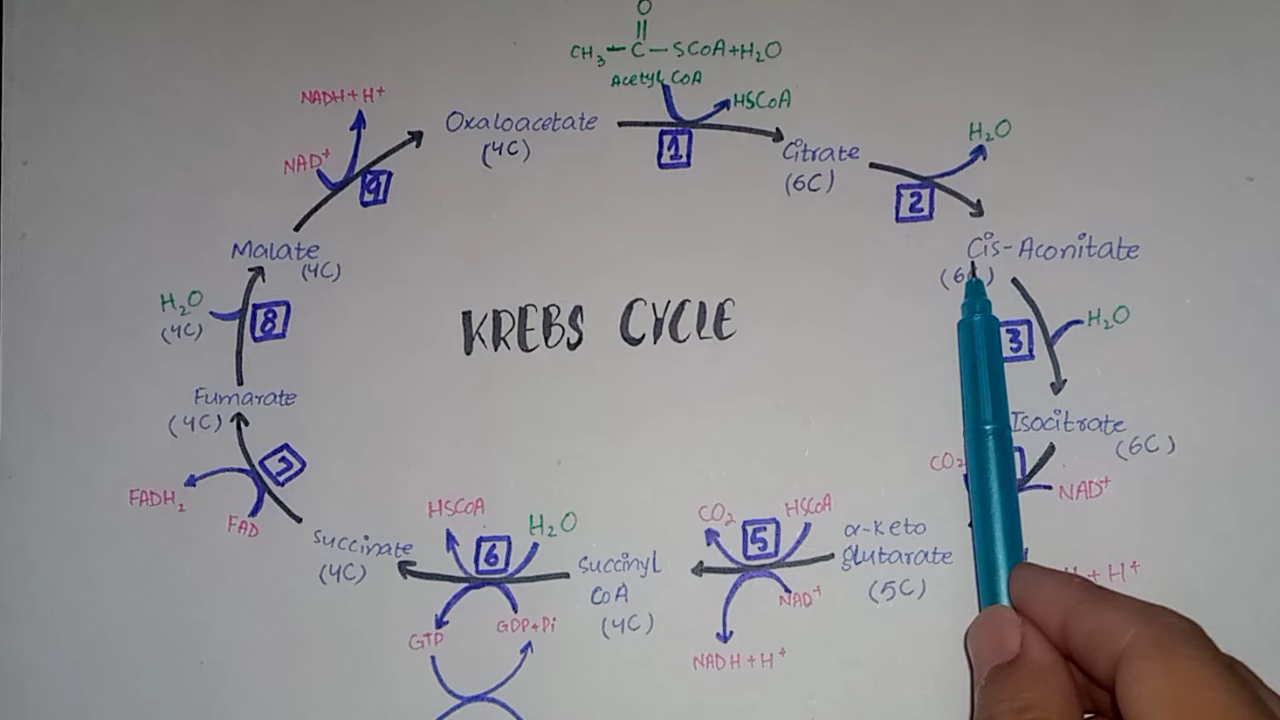 O
||
CH3-C-SCoA+H2O
Acetyl CoA
HSCoA
NADH+H+
NAD+
9
Oxaloacetate
(4C)
1
Citrate
(6C)
H2O
2
Cis-Aconitate
Malate
(4C)
H2O
(4C)
8
KREBS CYCLE
3
H2O
Fumarate
(4C)
Isocitrate
(6C)
CO2
NAD+
7
FADH2
FAD
HSCoA
H2O
6
Succinate
(4C)
Succinyl
CoA
(4C)
CO2
5
HSCoA
α-keto
glutarate
(5C)
NAD+
NADH+H+
GTP
GDP+Pi
+ H+